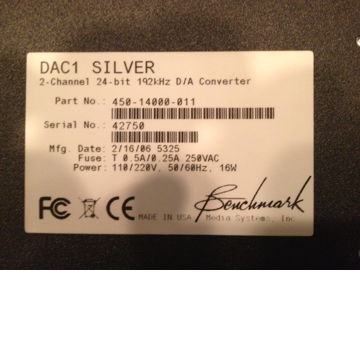 DAC1 SILVER
2-Channel 24-bit 192kHz D/A Converter
Part No.: 450-14000-011
Serial No.: 42750
Mfg. Date: 2/16/06 5325
Fuse: T 0.5A/0.25A 250VAC
Power: 110/220V, 50/60Hz, 16W
FC CE MADE IN USA Benchmark
Media Systems, Inc